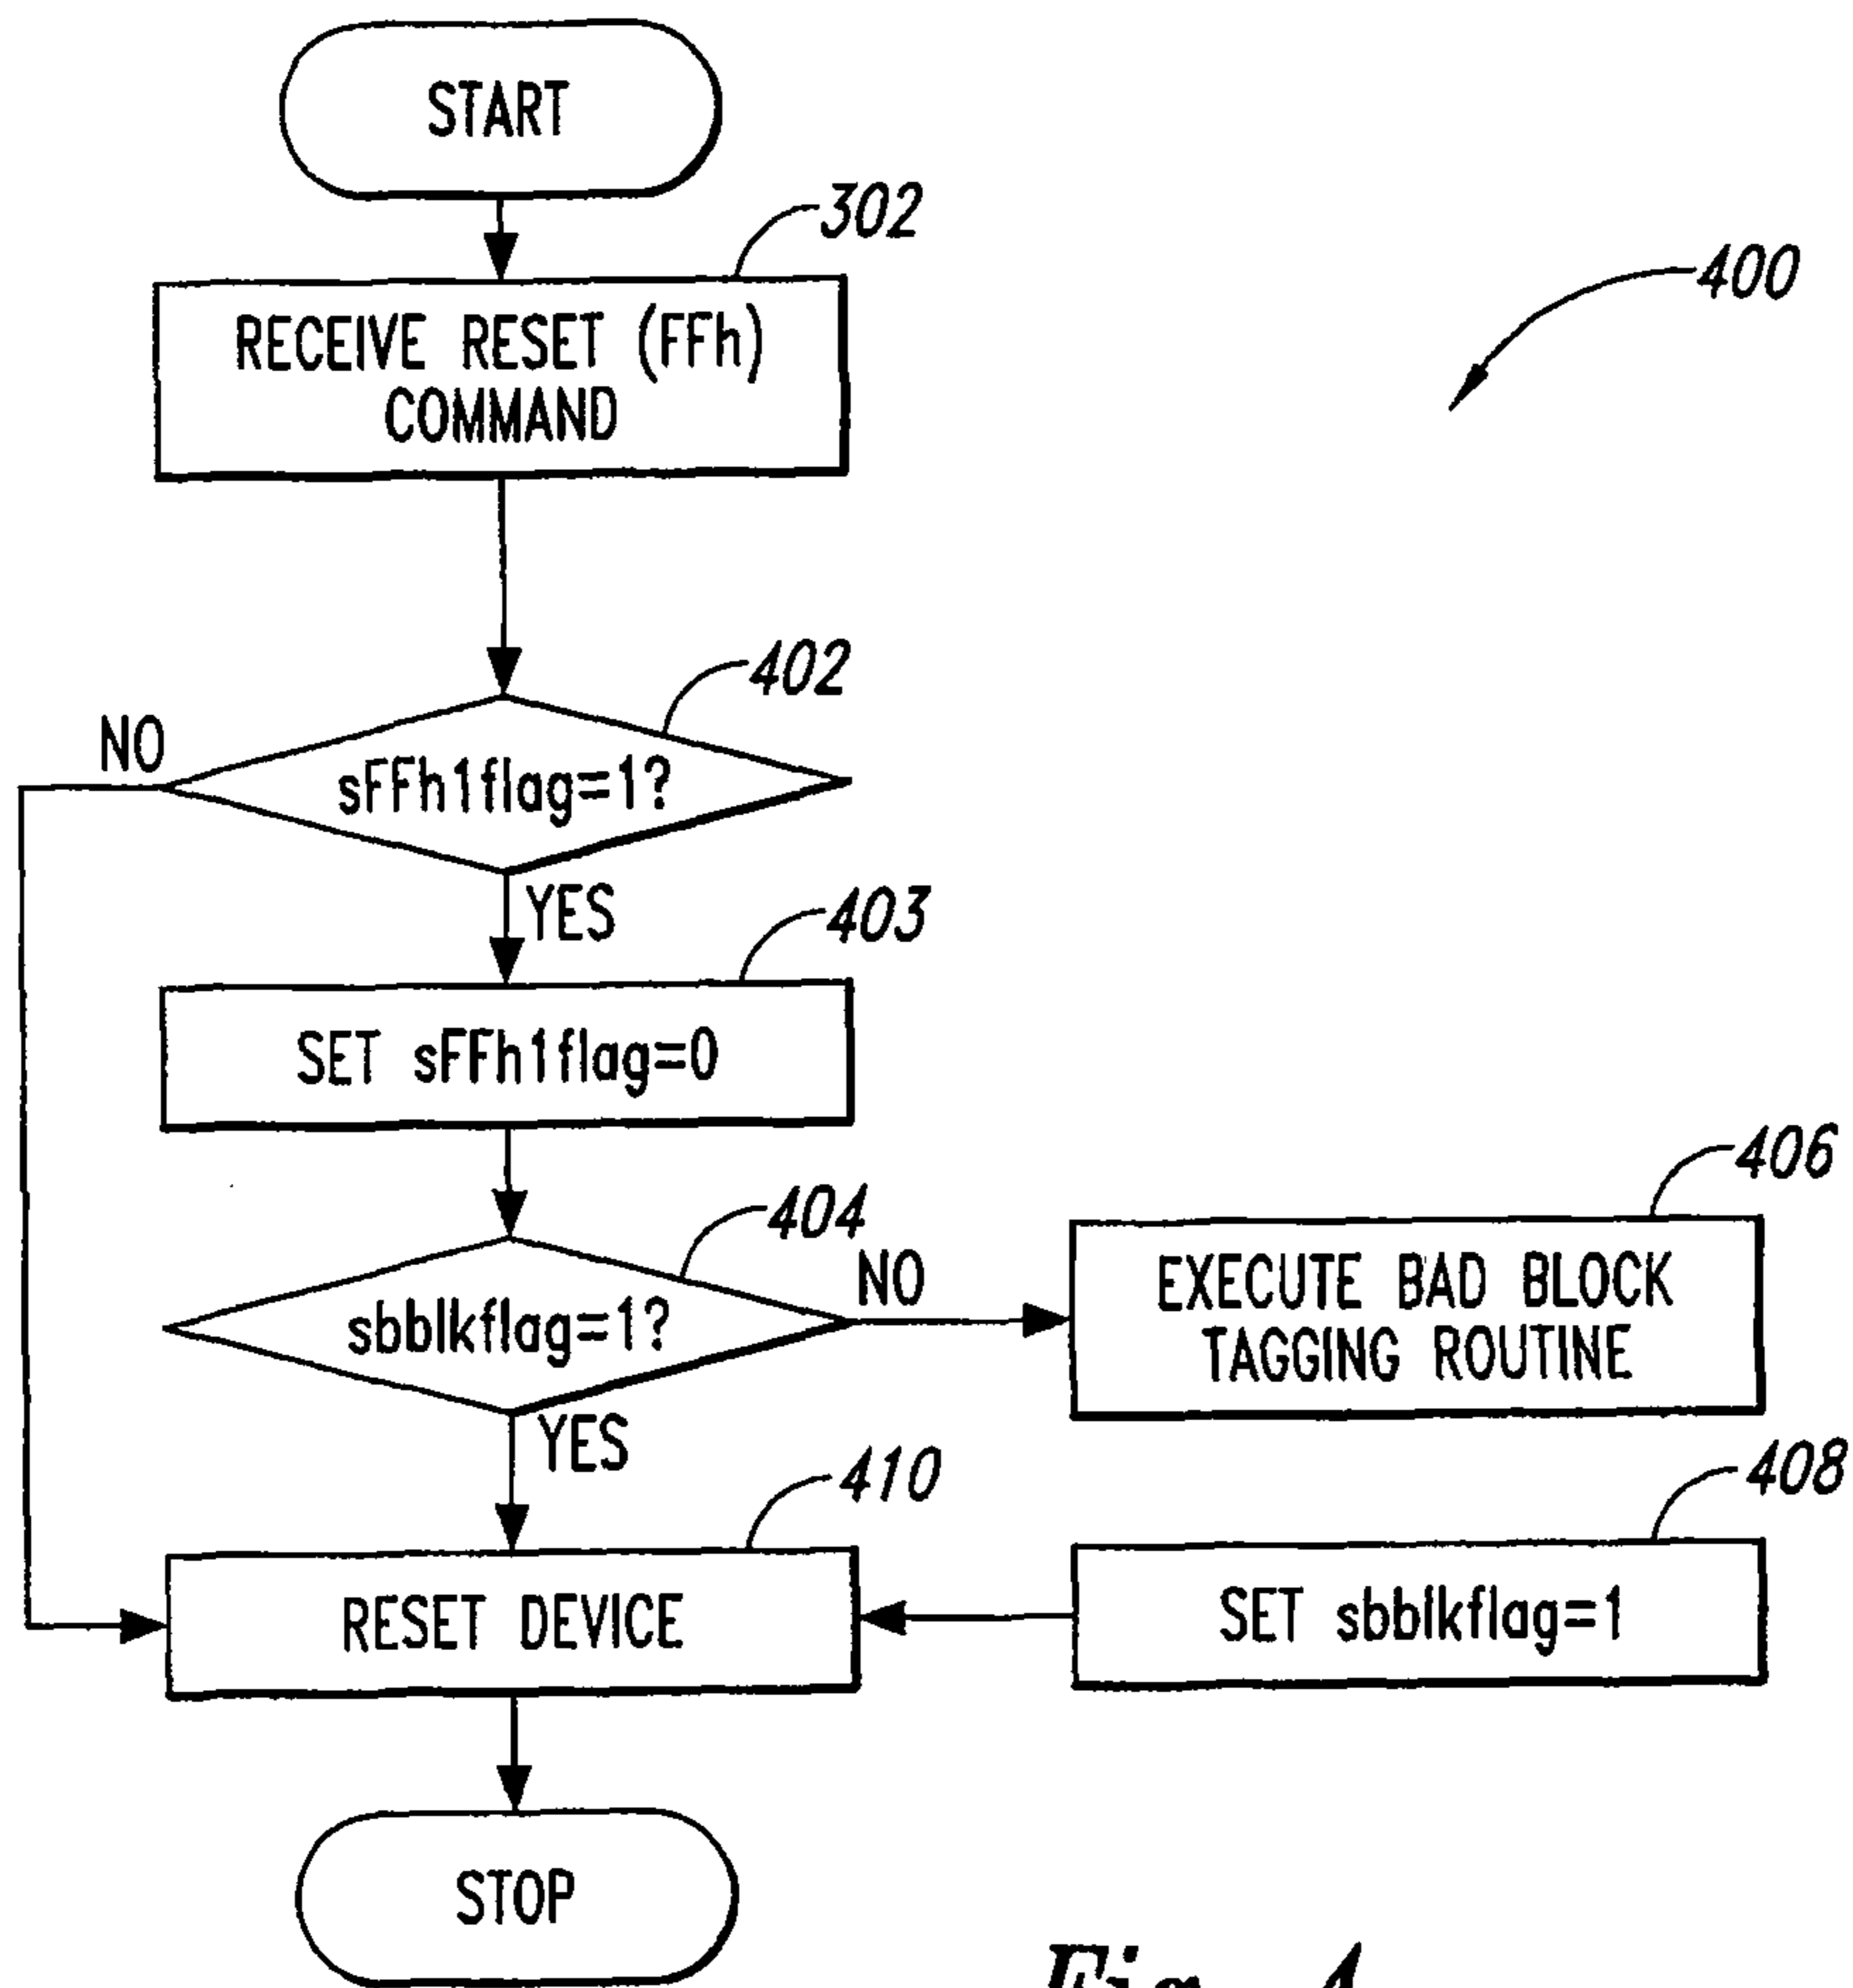 START
302
RECEIVE RESET (FFh)
COMMAND
400
402
NO
sFFh1flag=1?
YES
403
SET sFFh1flag=0
404
406
sbblkflag=1?
NO
EXECUTE BAD BLOCK
TAGGING ROUTINE
YES
410
408
RESET DEVICE
SET sbblkflag=1
STOP